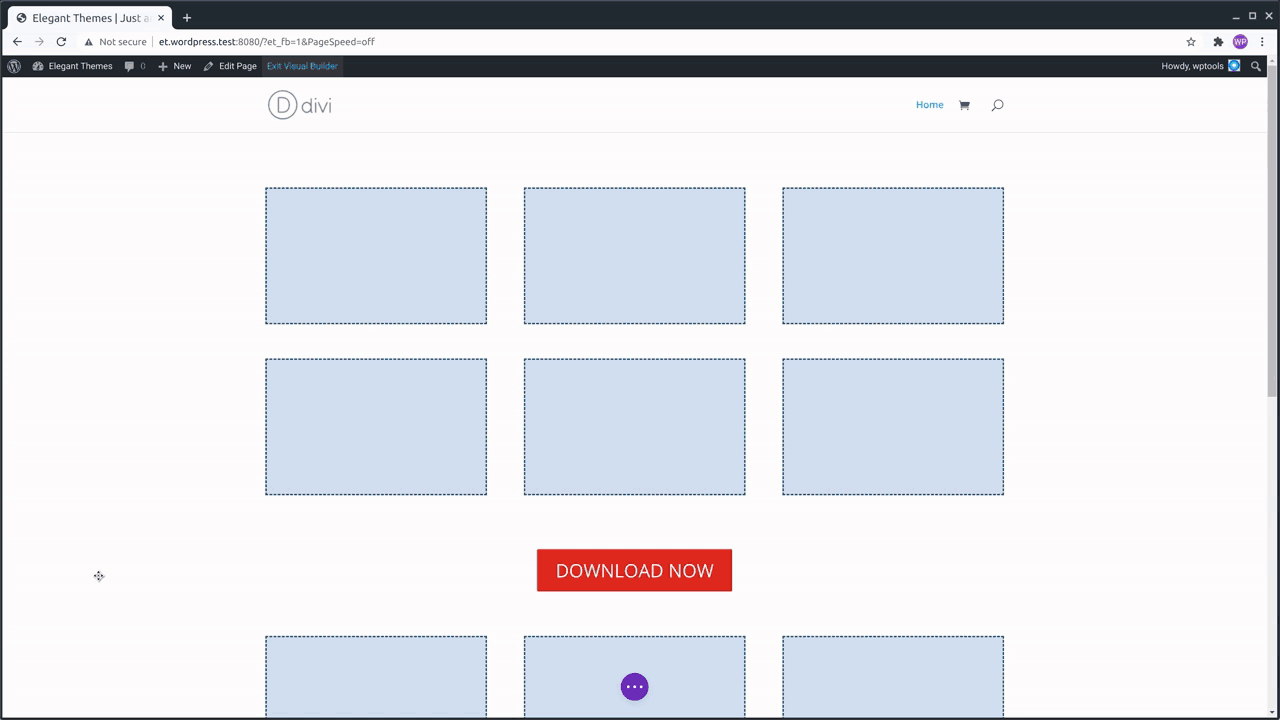 Elegant Themes | Just a
Not secure
et.wordpress.test:8080/?et_fb=1&PageSpeed=off
WP
Elegant Themes
0
New
Edit Page
Exit Visual Builder
Howdy, wptools
D divi
Home
DOWNLOAD NOW